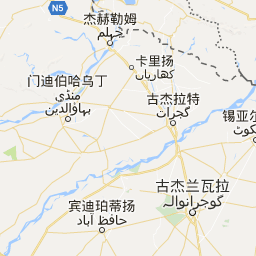 N5
杰赫勒姆
جہلم
卡里扬
کھاریاں
门迪伯哈乌丁
منڈی
بہاؤالدین
古杰拉特
گجرات
锡亚尔
کوٹ
古杰兰瓦拉
گوجرانوالہ
宾迪珀蒂扬
حافظ آباد